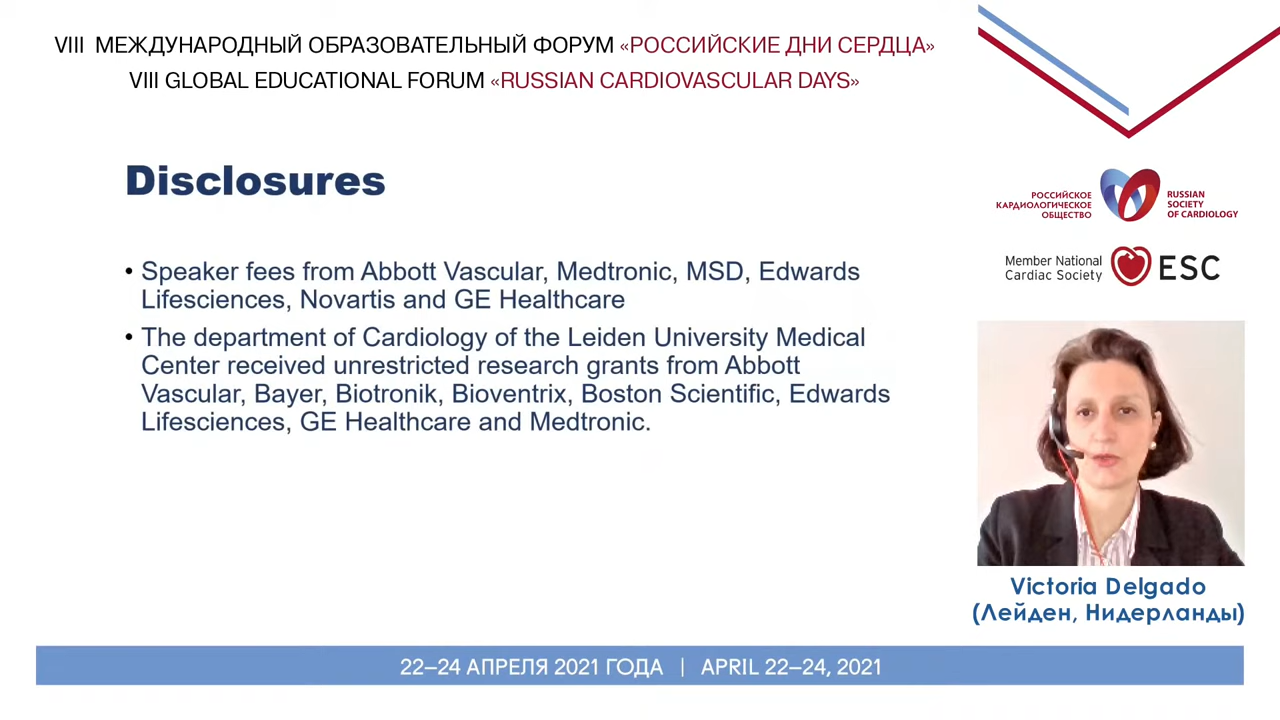 VIII МЕЖДУНАРОДНЫЙ ОБРАЗОВАТЕЛЬНЫЙ ФОРУМ «РОССИЙСКИЕ ДНИ СЕРДЦА»
VIII GLOBAL EDUCATIONAL FORUM «RUSSIAN CARDIOVASCULAR DAYS»
Disclosures
• Speaker fees from Abbott Vascular, Medtronic, MSD, Edwards
Lifesciences, Novartis and GE Healthcare
• The department of Cardiology of the Leiden University Medical
Center received unrestricted research grants from Abbott
Vascular, Bayer, Biotronik, Bioventrix, Boston Scientific, Edwards
Lifesciences, GE Healthcare and Medtronic.
РОССИЙСКОЕ
КАРДИОЛОГИЧЕСКОЕ
ОБЩЕСТВО
RUSSIAN
SOCIETY
OF CARDIOLOGY
Member National
Cardiac Society
ESC
Victoria Delgado
(Лейден, Нидерланды)
22–24 АПРЕЛЯ 2021 ГОДА | APRIL 22–24, 2021